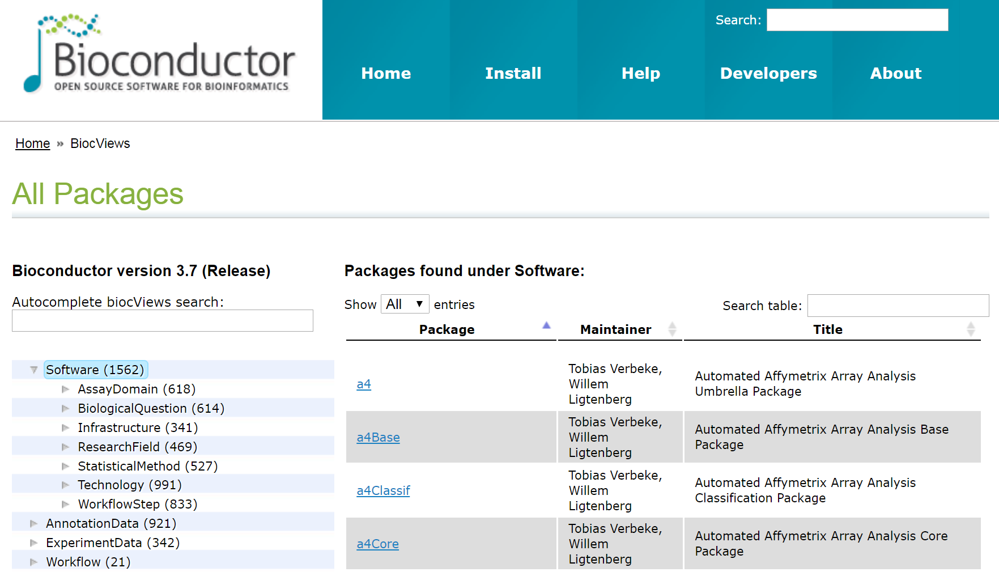 Bioconductor
OPEN SOURCE SOFTWARE FOR BIOINFORMATICS
Search:
Home Install Help Developers About
Home » BiocViews
All Packages
Bioconductor version 3.7 (Release)
Autocomplete biocViews search:
Software (1562)
AssayDomain (618)
BiologicalQuestion (614)
Infrastructure (341)
ResearchField (469)
StatisticalMethod (527)
Technology (991)
WorkflowStep (833)
AnnotationData (921)
ExperimentData (342)
Workflow (21)
Packages found under Software:
Show All entries
Search table:
Package Maintainer Title
a4
Tobias Verbeke,
Willem
Ligtenberg
Automated Affymetrix Array Analysis
Umbrella Package
a4Base
Tobias Verbeke,
Willem
Ligtenberg
Automated Affymetrix Array Analysis Base
Package
a4Classif
Tobias Verbeke,
Willem
Ligtenberg
Automated Affymetrix Array Analysis
Classification Package
a4Core
Tobias Verbeke,
Willem
Ligtenberg
Automated Affymetrix Array Analysis Core
Package